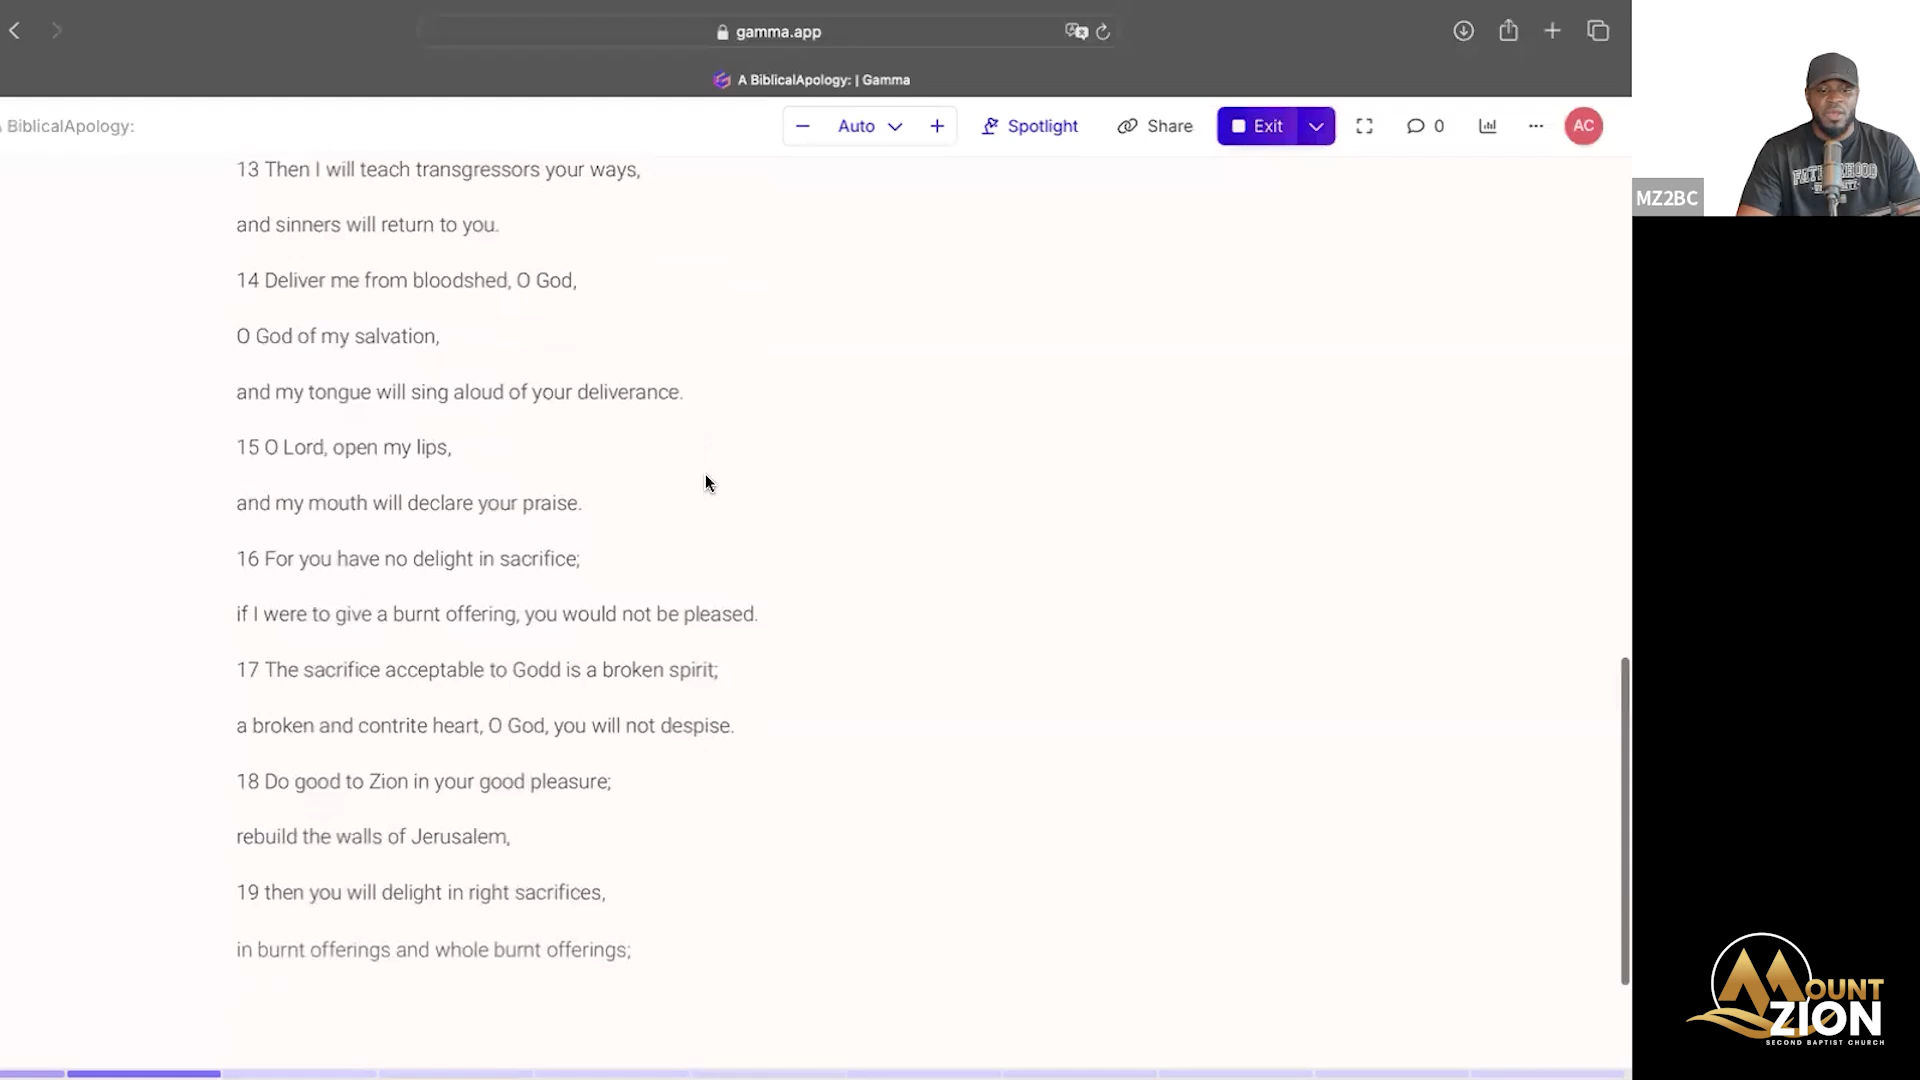 gamma.app
A BiblicalApology: | Gamma
BiblicalApology:
Auto
Spotlight
Share
Exit
0
AC
13 Then I will teach transgressors your ways,
and sinners will return to you.
14 Deliver me from bloodshed, O God,
O God of my salvation,
and my tongue will sing aloud of your deliverance.
15 O Lord, open my lips,
and my mouth will declare your praise.
16 For you have no delight in sacrifice;
if I were to give a burnt offering, you would not be pleased.
17 The sacrifice acceptable to Godd is a broken spirit;
a broken and contrite heart, O God, you will not despise.
18 Do good to Zion in your good pleasure;
rebuild the walls of Jerusalem,
19 then you will delight in right sacrifices,
in burnt offerings and whole burnt offerings;
MZ2BC
MOUNT
ZION
SECOND BAPTIST CHURCH